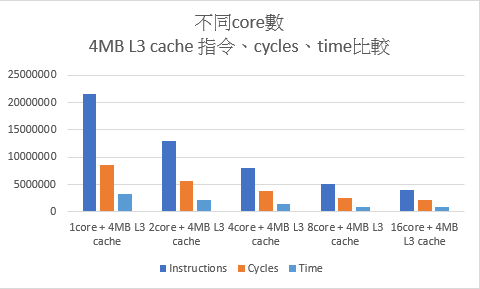 不同core數
4MB L3 cache 指令、cycles、time比較
25000000
20000000
15000000
10000000
5000000
0
1core + 4MB L3 cache
2core + 4MB L3 cache
4core + 4MB L3 cache
8core + 4MB L3 cache
16core + 4MB L3 cache
Instructions Cycles Time